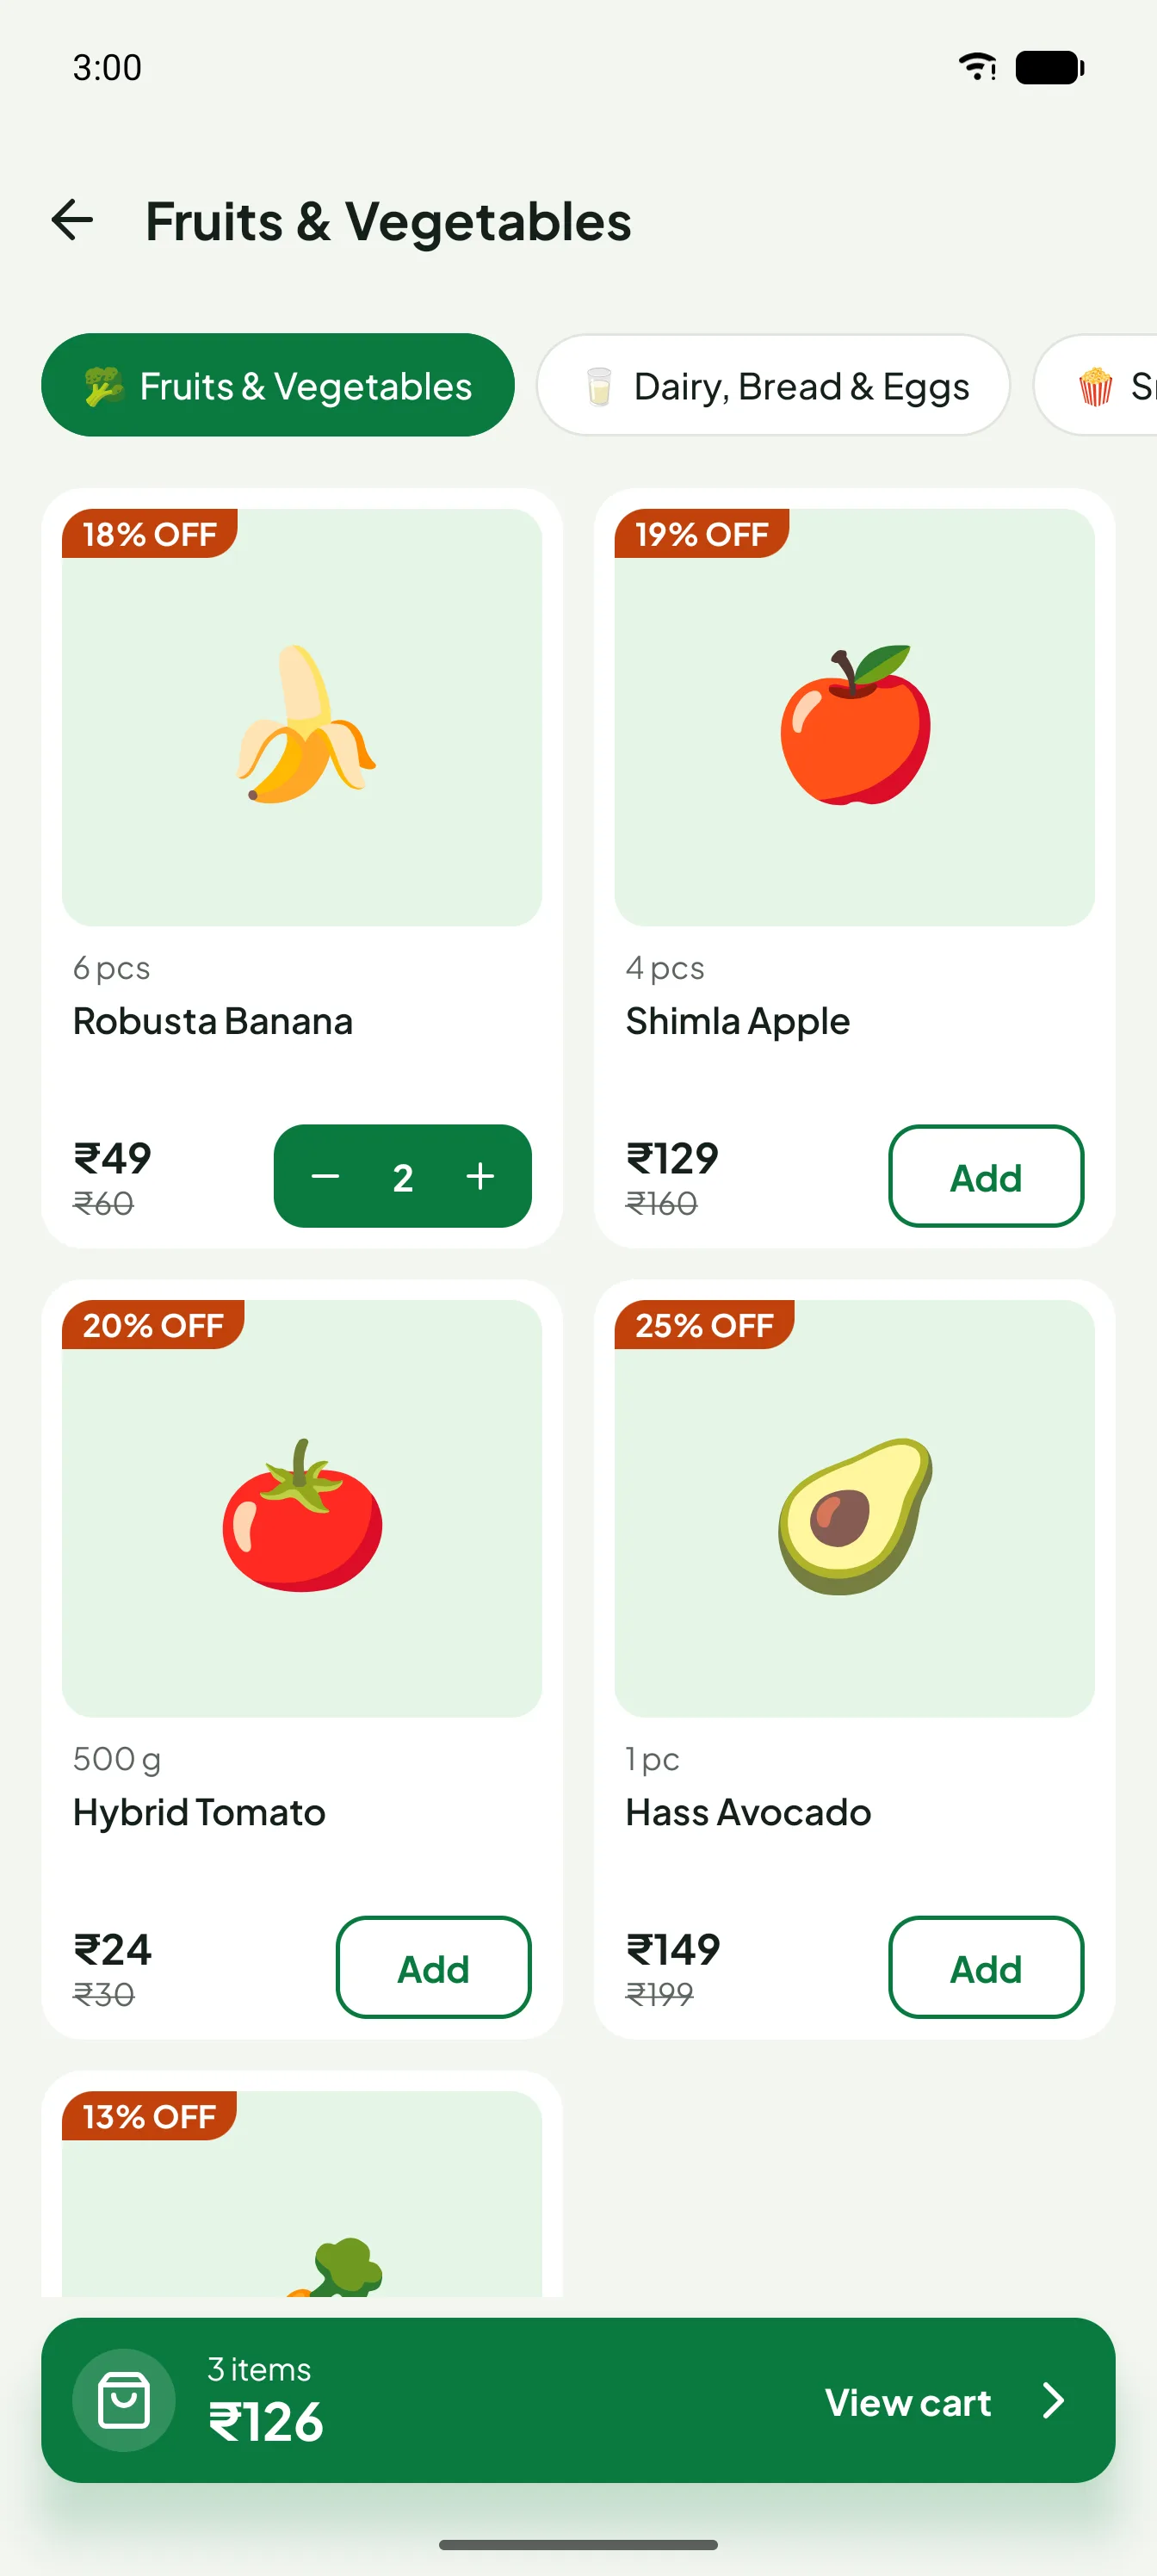 3:00
Fruits & Vegetables
Fruits & Vegetables
Dairy, Bread & Eggs
18% OFF
6 pcs
Robusta Banana
₹49
₹60
2
19% OFF
4 pcs
Shimla Apple
₹129
₹160
Add
20% OFF
500 g
Hybrid Tomato
₹24
₹30
Add
25% OFF
1 pc
Hass Avocado
₹149
₹199
Add
13% OFF
3 items
₹126
View cart